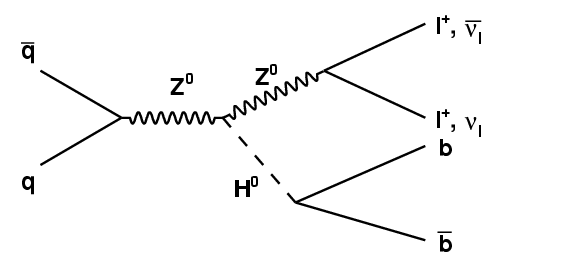 q̅
Z⁰
Z⁰
l⁺, ν̅ₗ
l⁺, νₗ
b
q
H⁰
b̅